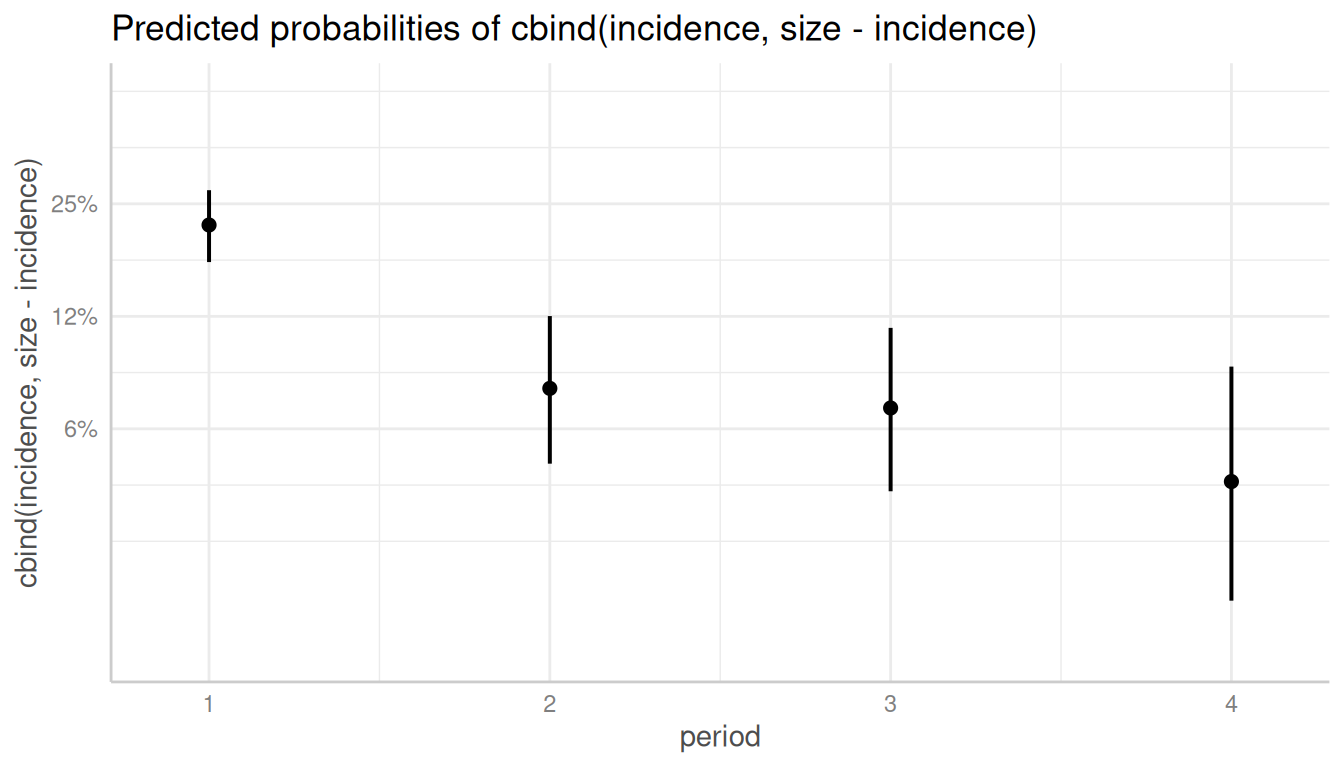 Predicted probabilities of cbind(incidence, size - incidence)
cbind(incidence, size - incidence)
25%
12%
6%
1 2 3 4
period